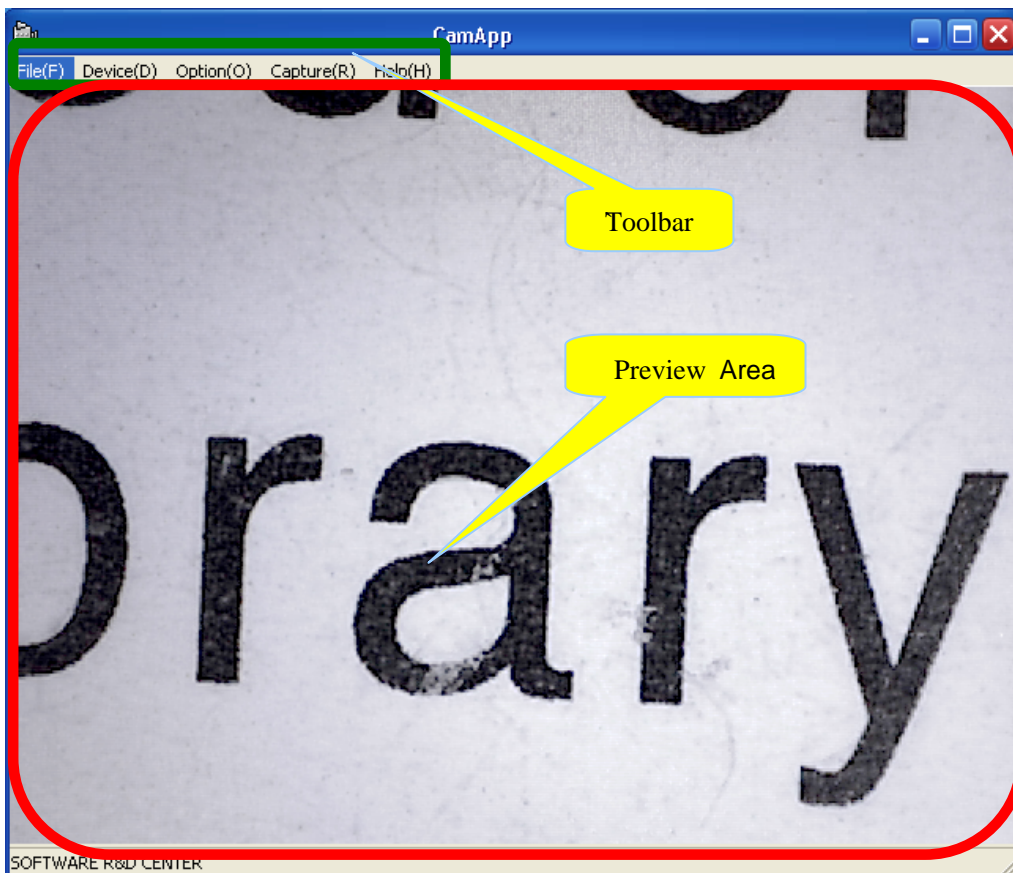 CamApp
File(F) Device(D) Option(O) Capture(R) Help(H)
Toolbar
Preview Area
rary
SOFTWARE R&D CENTER